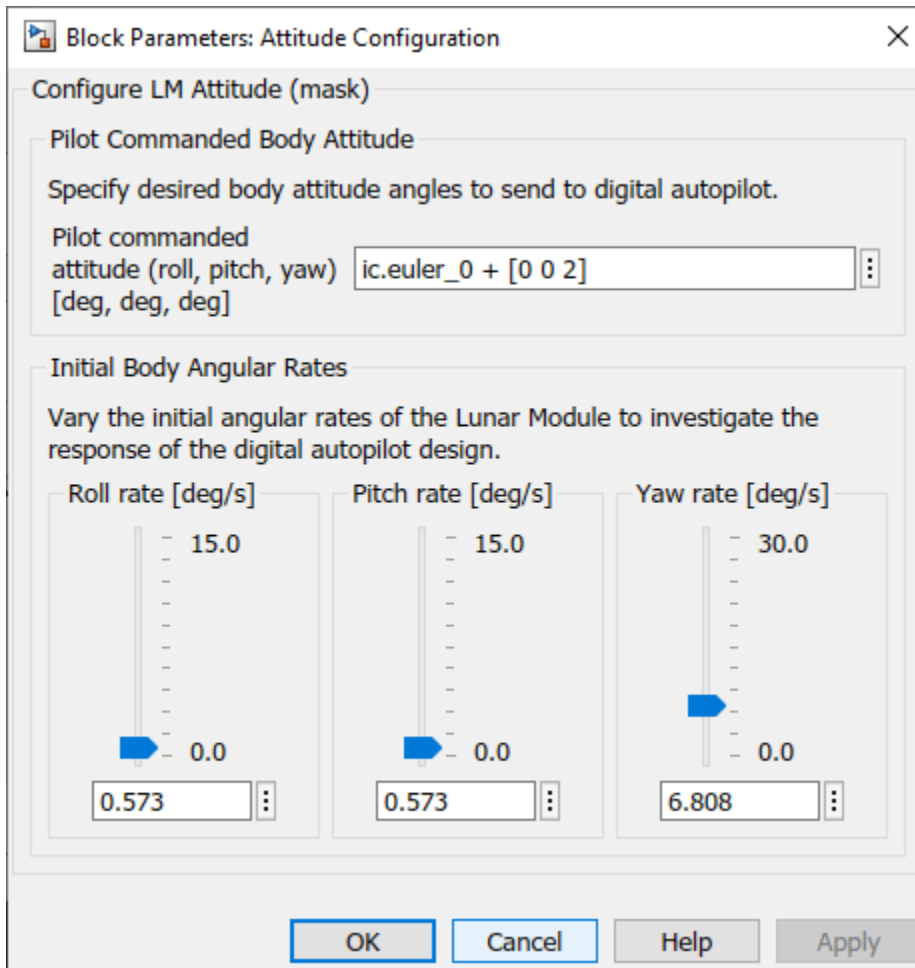 Block Parameters: Attitude Configuration
Configure LM Attitude (mask)
Pilot Commanded Body Attitude
Specify desired body attitude angles to send to digital autopilot.
Pilot commanded
attitude (roll, pitch, yaw)
[deg, deg, deg]
ic.euler_0 + [0 0 2]
Initial Body Angular Rates
Vary the initial angular rates of the Lunar Module to investigate the
response of the digital autopilot design.
Roll rate [deg/s]
15.0
0.0
0.573
Pitch rate [deg/s]
15.0
0.0
0.573
Yaw rate [deg/s]
30.0
0.0
6.808
OK
Cancel
Help
Apply